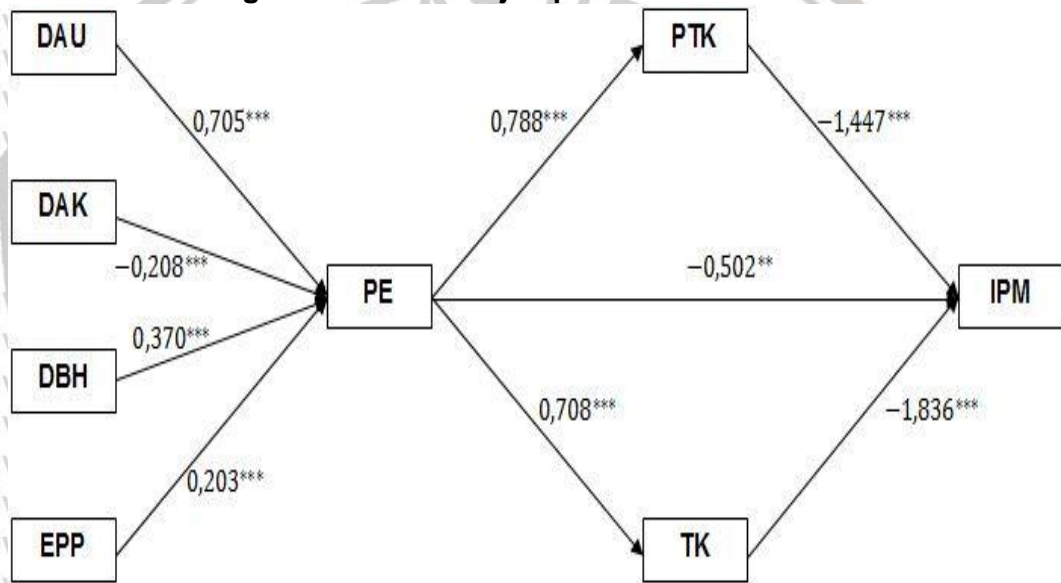 DAU
PTK
0,705***
0,788***
−1,447***
DAK
−0,208***
−0,502**
PE
IPM
0,370***
DBH
0,708***
−1,836***
0,203***
EPP
TK